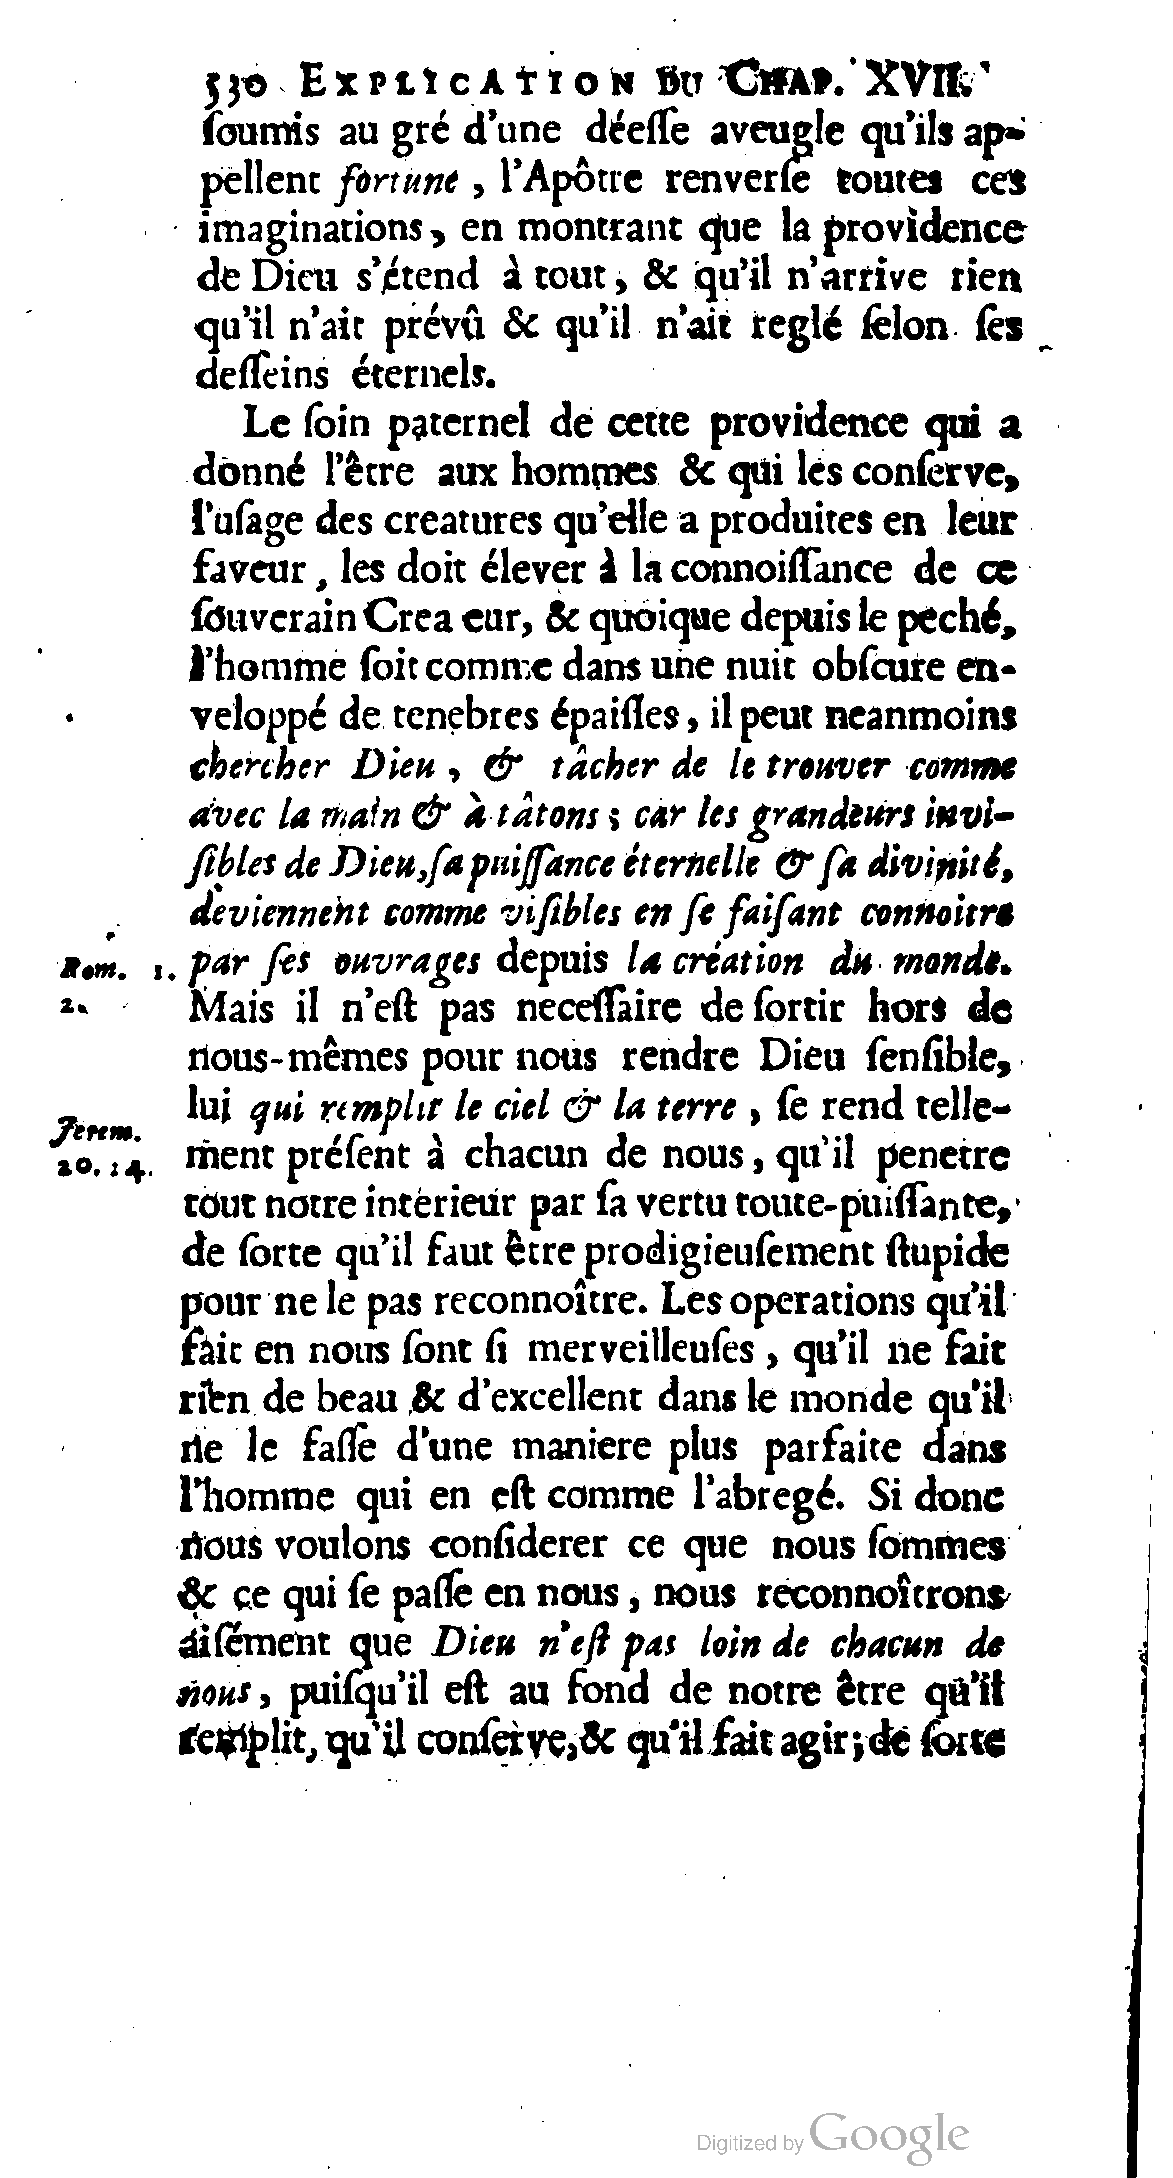 530 EXPLICATION DU CHAP. XVII.
ſoumis au gré d'une déeſſe aveugle qu'ils ap-
pellent fortune, l'Apôtre renverſe toutes ces
imaginations, en montrant que la providence
de Dieu s'étend à tout, & qu'il n'arrive rien
qu'il n'ait prévû & qu'il n'ait reglé ſelon ſes
deſſeins éternels.
Le ſoin paternel de cette providence qui a
donné l'être aux hommes & qui les conſerve,
l'uſage des creatures qu'elle a produites en leur
faveur, les doit élever à la connoiſſance de ce
ſouverain Crea eur, & quoique depuis le peché,
l'homme ſoit comme dans une nuit obſcure en-
veloppé de tenebres épaiſſes, il peut neanmoins
chercher Dieu, & tâcher de le trouver comme
avec la main & à tâtons; car les grandeurs invi-
ſibles de Dieu, ſa puiſſance éternelle & ſa divinité,
deviennent comme viſibles en ſe faiſant connoitre
Rom. 1. par ſes ouvrages depuis la création du monde.
2. Mais il n'eſt pas neceſſaire de ſortir hors de
nous-mêmes pour nous rendre Dieu ſenſible,
lui qui remplit le ciel & la terre, ſe rend telle-
Jerem.
20. 24. ment préſent à chacun de nous, qu'il penetre
tout notre intérieur par ſa vertu toute-puiſſante,
de ſorte qu'il faut être prodigieuſement ſtupide
pour ne le pas reconnoître. Les operations qu'il
fait en nous ſont ſi merveilleuſes, qu'il ne fait
rien de beau & d'excellent dans le monde qu'il
ne le faſſe d'une maniere plus parfaite dans
l'homme qui en eſt comme l'abregé. Si donc
nous voulons conſiderer ce que nous ſommes
& ce qui ſe paſſe en nous, nous reconnoîtrons
aiſément que Dieu n'eſt pas loin de chacun de
nous, puiſqu'il eſt au fond de notre être qu'il
remplit, qu'il conſerve, & qu'il fait agir; de ſorte
Digitized by Google